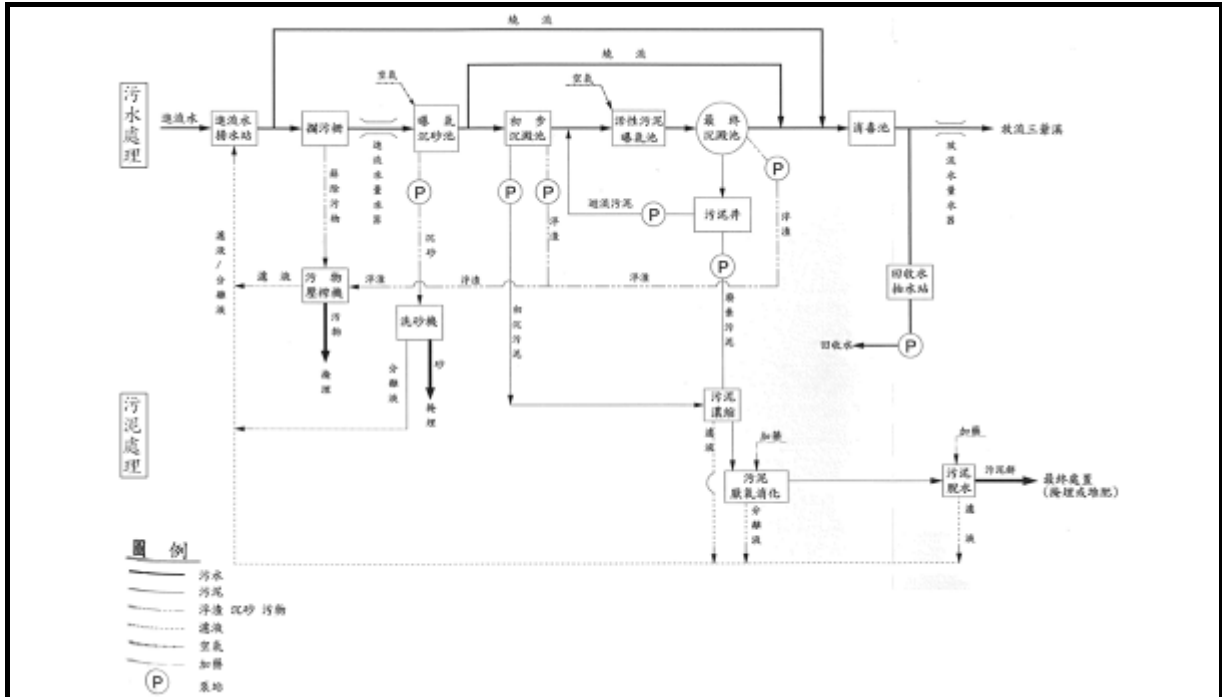 繞流
繞流
空氣
空氣
污水處理
進流水
進流水
揚水站
攔污柵
曝氣
沉砂池
初步
沉澱池
活性污泥
曝氣池
最終
沉澱池
消毒池
放流三爺溪
進流水量水器
放流水量水器
篩除污物
P
P
P
P
沉砂
浮渣
迴流污泥
P
污泥井
浮渣
濾液/分離液
P
濾液
污物
壓榨機
浮渣
浮渣
浮渣
回收水
抽水站
污物
洗砂機
初沉污泥
廢棄污泥
回收水
P
掩埋
分離液
砂
掩埋
污泥處理
污泥
濃縮
濾液
加藥
加藥
污泥
厭氣消化
污泥
脫水
污泥餅
最終處置
(掩埋或堆肥)
分離液
濾液
圖例
污水
污泥
浮渣 沉砂 污物
濾液
空氣
加藥
P
泵站